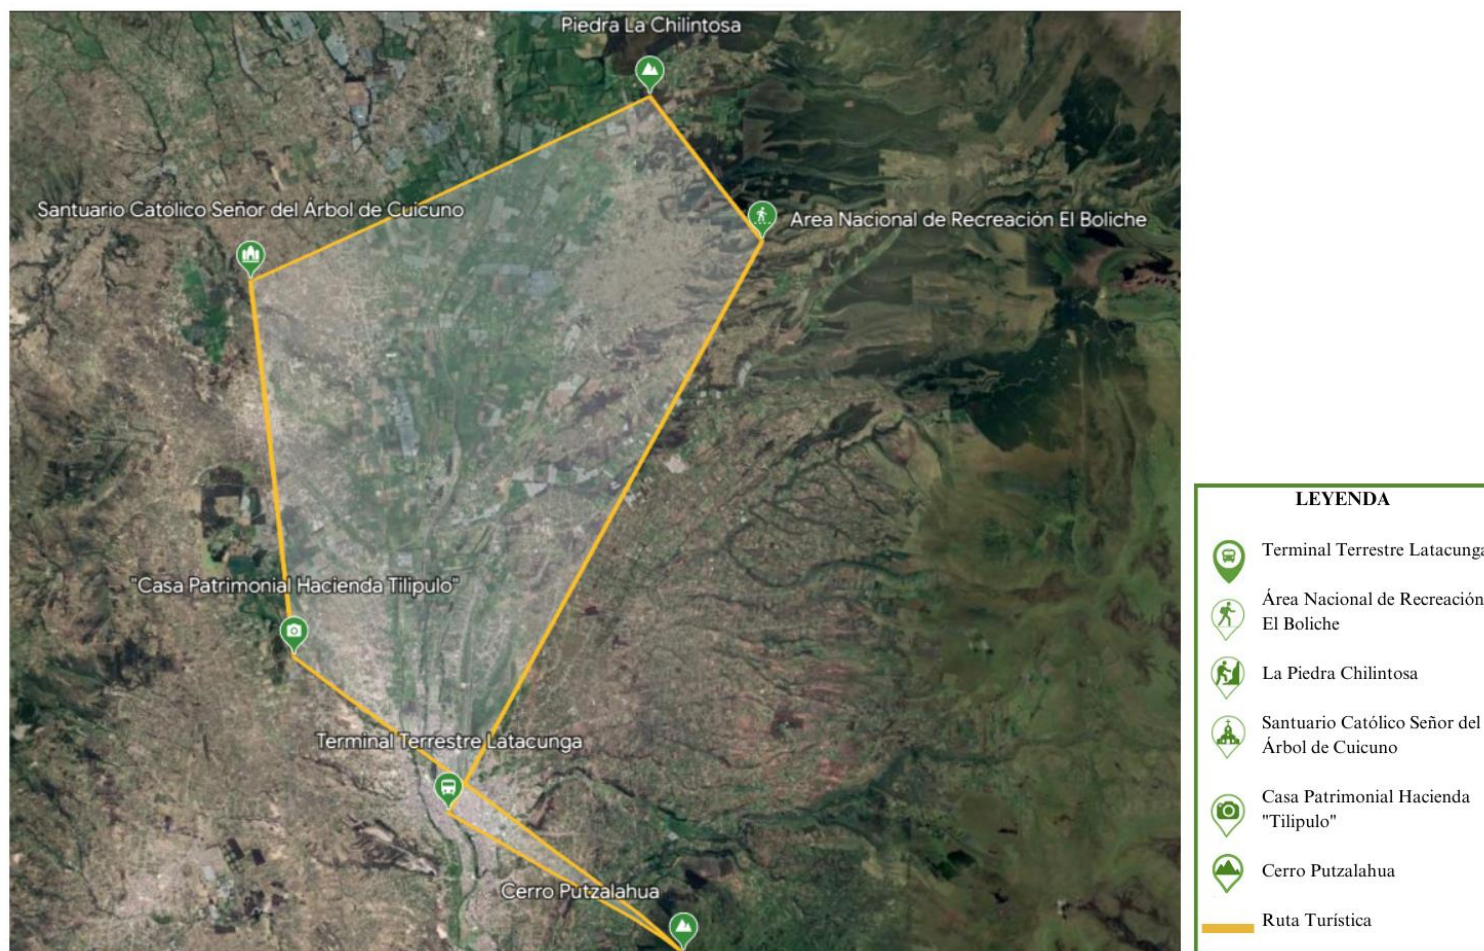 Piedra La Chilintosa
Santuario Católico Señor del Árbol de Cuicuno
Area Nacional de Recreación El Boliche
"Casa Patrimonial Hacienda Tilipulo"
Terminal Terrestre Latacunga
Cerro Putzalahua
LEYENDA
Terminal Terrestre Latacunga
Área Nacional de Recreación
El Boliche
La Piedra Chilintosa
Santuario Católico Señor del
Árbol de Cuicuno
Casa Patrimonial Hacienda
"Tilipulo"
Cerro Putzalahua
Ruta Turística